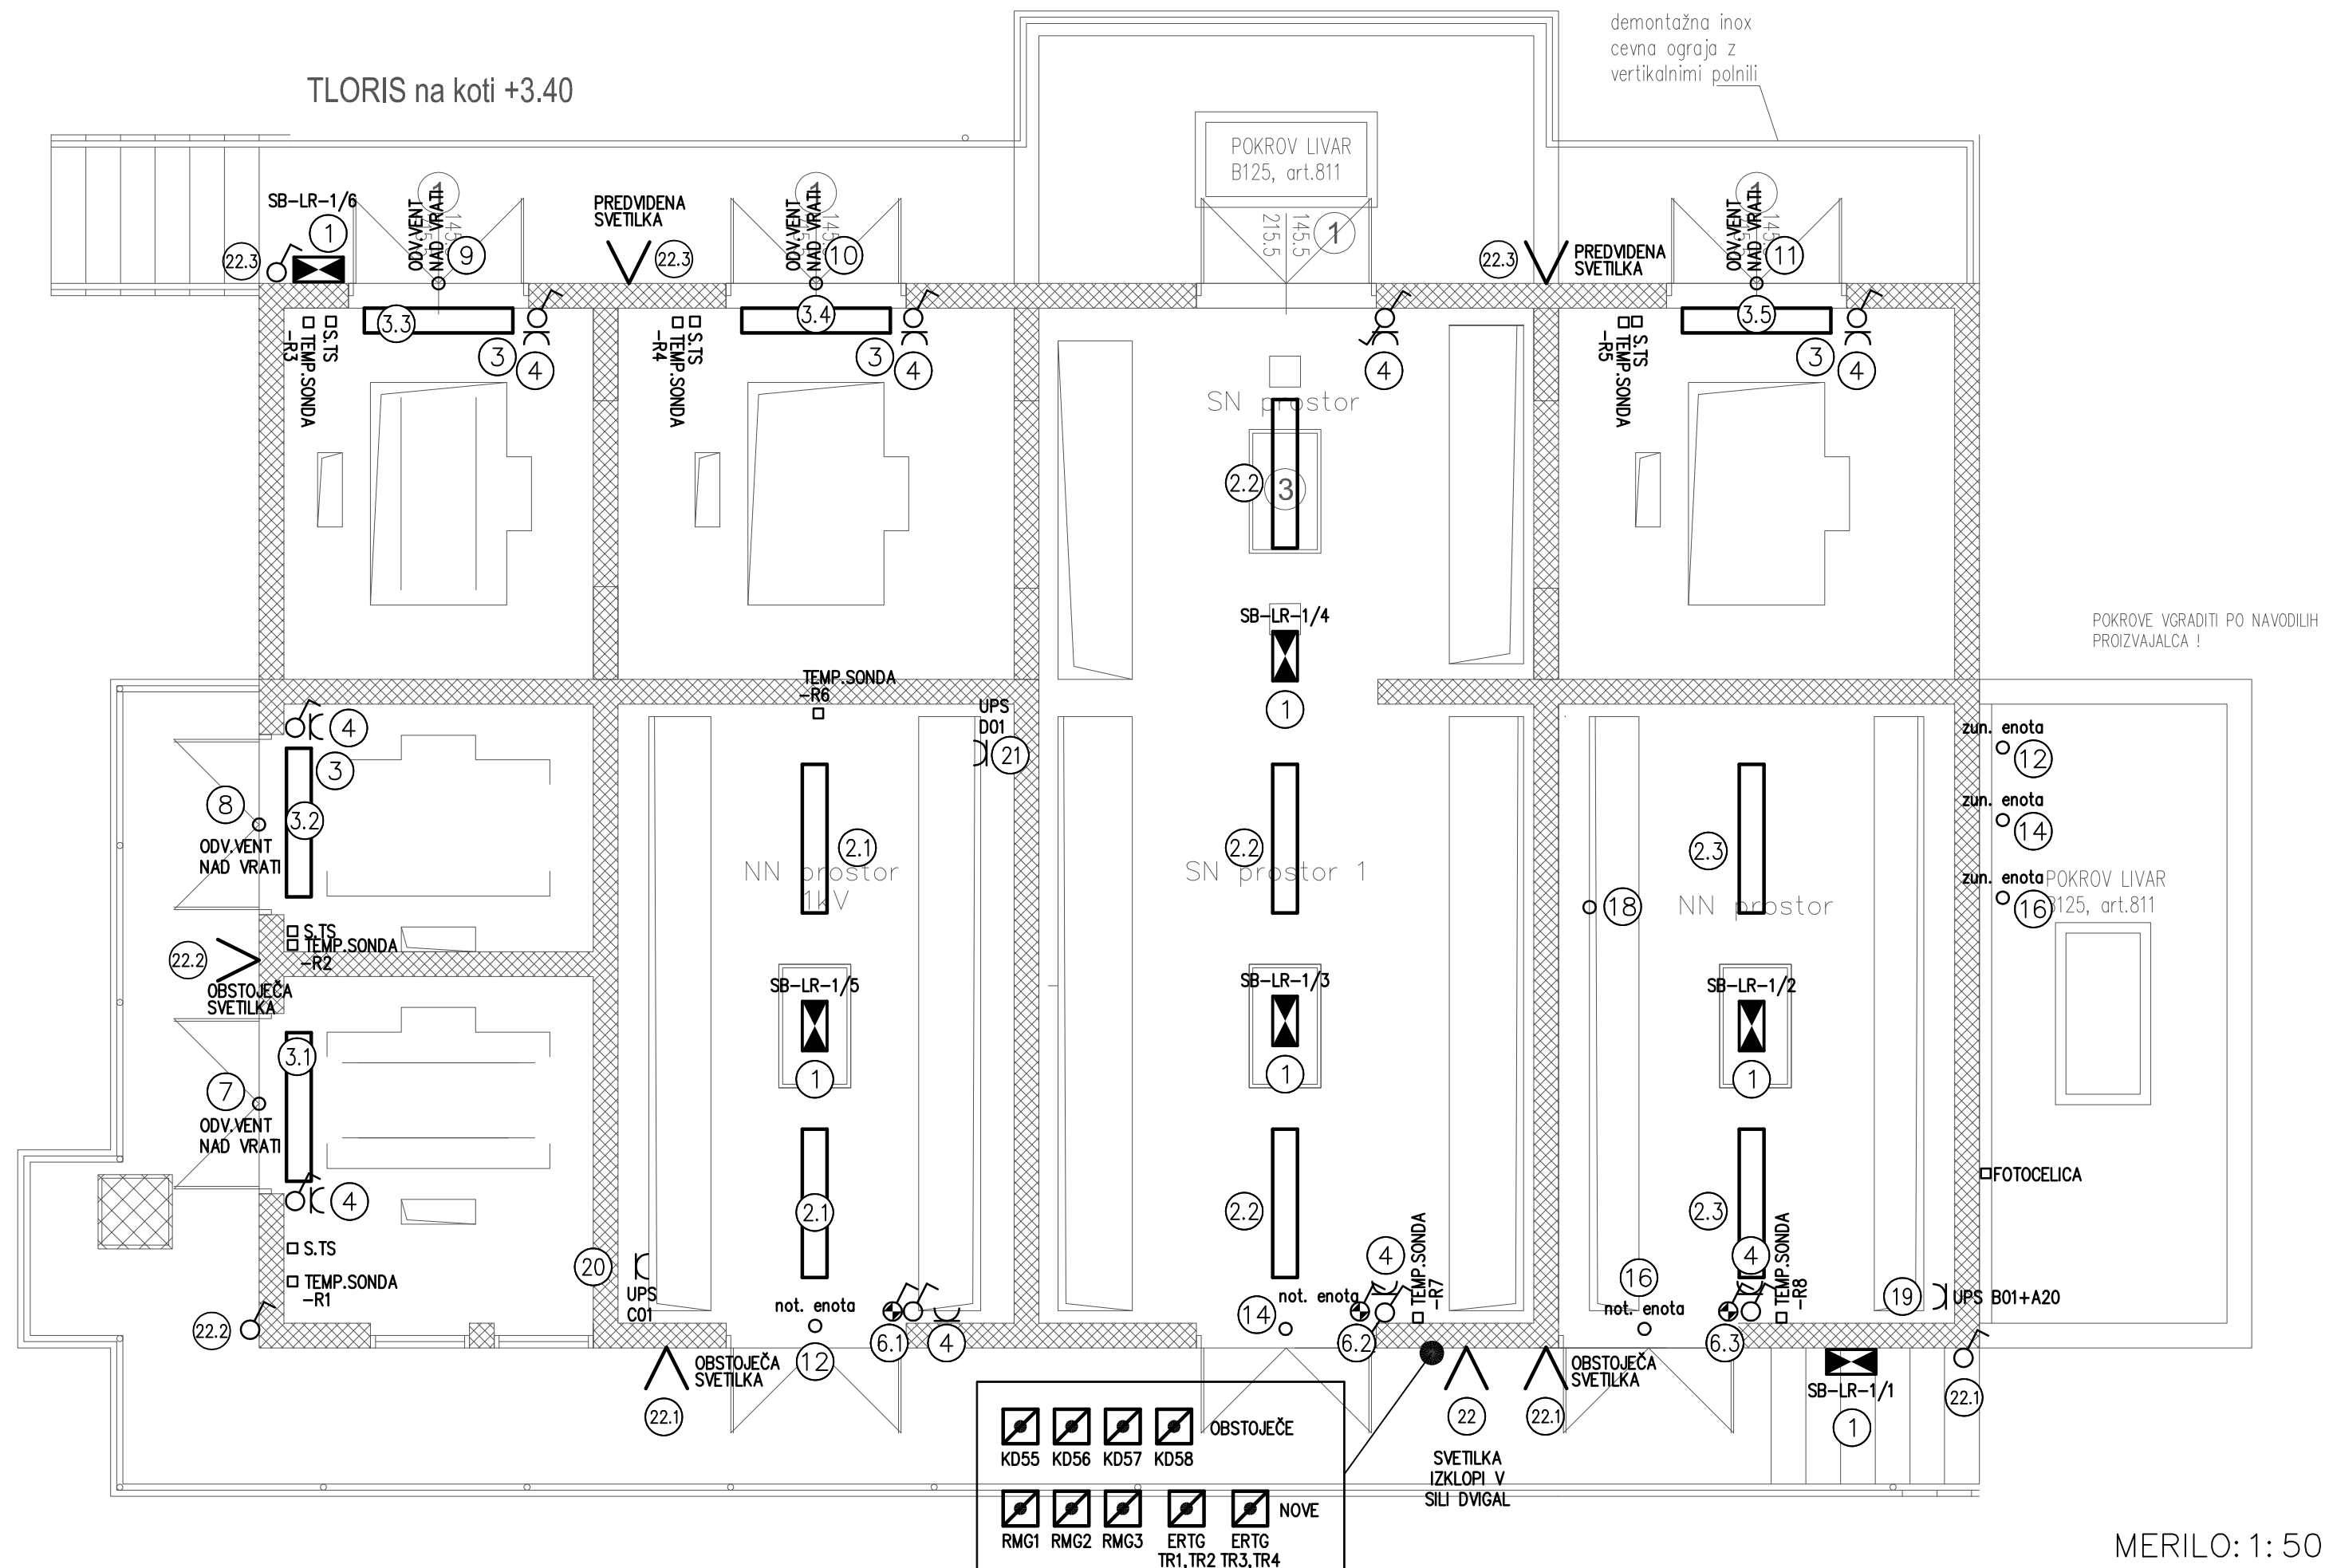 TLORIS na koti +3.40
demontažna inox
cevna ograja z
vertikalnimi polnili
POKROV LIVAR
B125, art.811
SB-LR-1/6
1
22.3
ODV.VENT
NAD VRATI
1
9
PREDVIDENA
SVETILKA
22.3
ODV.VENT
NAD VRATI
1
10
145.5
215.5
1
22.3
PREDVIDENA
SVETILKA
ODV.VENT
NAD VRATI
1
11
3.3
3.4
3.5
S.TS
TEMP.SONDA
-R3
3
4
S.TS
TEMP.SONDA
-R4
3
4
4
S.TS
TEMP.SONDA
-R5
3
4
SN prostor
2.2
3
SB-LR-1/4
1
POKROVE VGRADITI PO NAVODILIH
PROIZVAJALCA !
TEMP.SONDA
-R6
UPS
D01
21
4
3
3.2
8
ODV.VENT
NAD VRATI
2.1
NN prostor
1kV
2.2
SN prostor 1
2.3
18
NN prostor
zun. enota
12
zun. enota
14
zun. enota
16
POKROV LIVAR
B125, art.811
S.TS
TEMP.SONDA
-R2
22.2
OBSTOJEČA
SVETILKA
SB-LR-1/5
1
SB-LR-1/3
1
SB-LR-1/2
1
3.1
7
ODV.VENT
NAD VRATI
4
2.1
2.2
2.3
FOTOCELICA
S.TS
TEMP.SONDA
-R1
22.2
20
UPS
C01
not. enota
12
6.1
4
14
not. enota
4
6.2
TEMP.SONDA
-R7
16
not. enota
4
6.3
TEMP.SONDA
-R8
19
UPS B01+A20
OBSTOJEČA
SVETILKA
22.1
22
SVETILKA
IZKLOPI V
SILI DVIGAL
22.1
OBSTOJEČA
SVETILKA
SB-LR-1/1
1
22.1
OBSTOJEČE
KD55 KD56 KD57 KD58
NOVE
RMG1 RMG2 RMG3 ERTG ERTG
TR1,TR2 TR3,TR4
MERILO: 1: 50